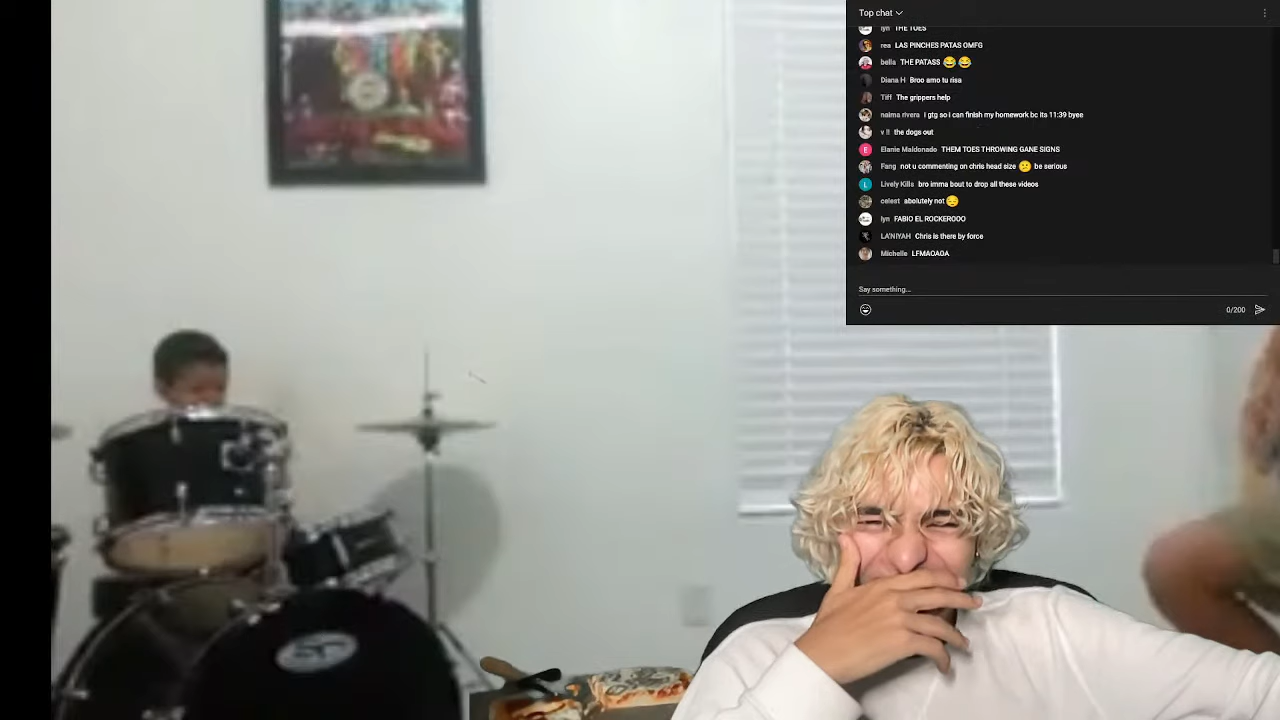 Top chat
lyn THE TOES
rea LAS PINCHES PATAS OMFG
bella THE PATASS 😂 😂
Diana H Broo amo tu risa
Tiff The grippers help
naima rivera i gtg so i can finish my homework bc its 11:39 byee
v ll the dogs out
Elanie Maldonado THEM TOES THROWING GANE SIGNS
Fang not u commenting on chris head size 🫤 be serious
Lively Kills bro imma bout to drop all these videos
celest ablolutely not 😔
lyn FABIO EL ROCKEROOO
LA'NIYAH Chris is there by force
Michelle LFMAOAOA
Say something...
0/200